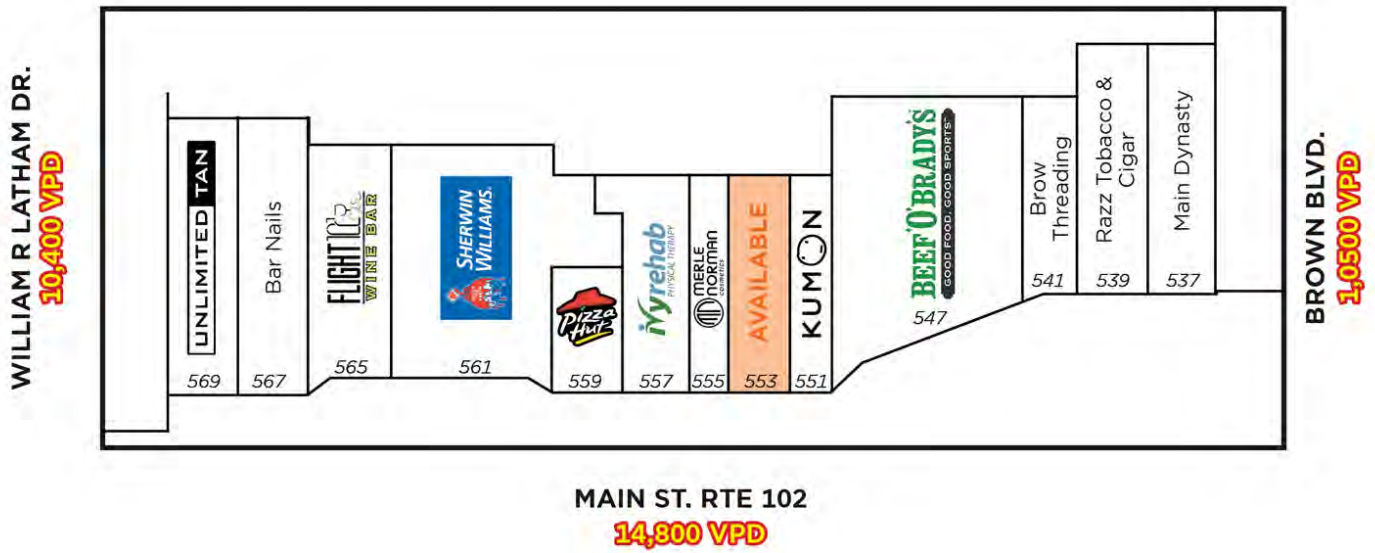 WILLIAM R LATHAM DR.
10,400 VPD
UNLIMITED TAN
569
Bar Nails
567
FLIGHT 102
WINE BAR
565
SHERWIN
WILLIAMS.
561
Pizza
Hut
559
ivyrehab
PHYSICAL THERAPY
557
MERLE
NORMAN
cosmetics
555
AVAILABLE
553
KUMON
551
BEEF 'O' BRADY'S
GOOD FOOD, GOOD SPORTS
547
Brow
Threading
541
Razz Tobacco &
Cigar
539
Main Dynasty
537
BROWN BLVD.
1,0500 VPD
MAIN ST. RTE 102
14,800 VPD